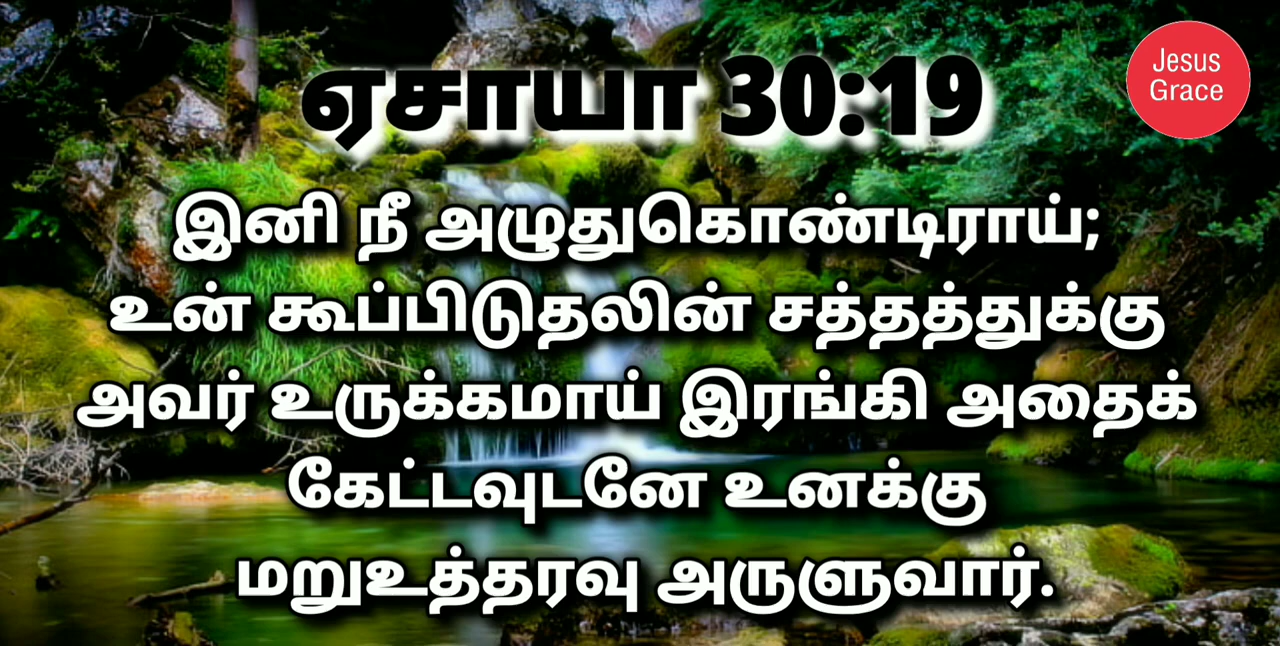 ஏசாயா 30:19
Jesus
Grace
இனி நீ அழுதுகொண்டிராய்;
உன் கூப்பிடுதலின் சத்தத்துக்கு
அவர் உருக்கமாய் இரங்கி அதைக்
கேட்டவுடனே உனக்கு
மறுஉத்தரவு அருளுவார்.